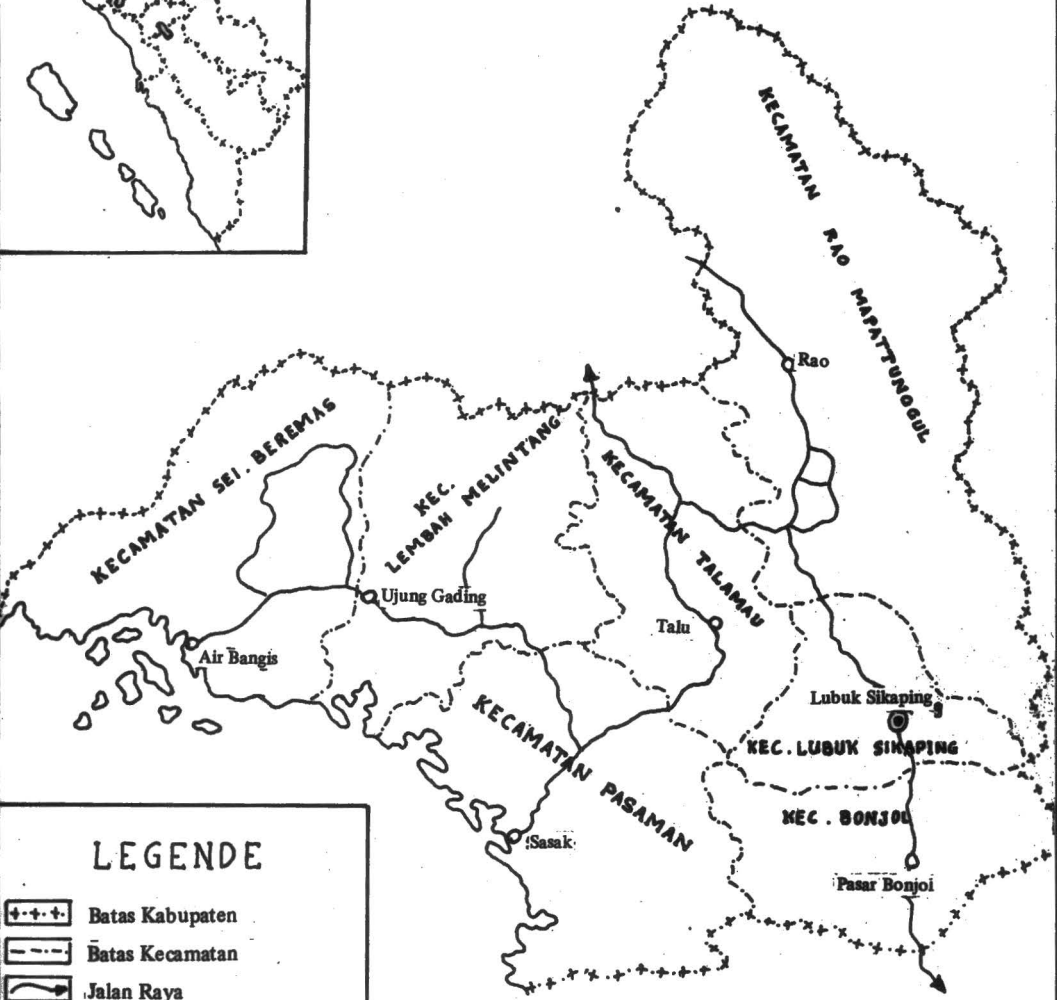 KECAMATAN RAO MAPATTUNGGUL
Rao
KECAMATAN SEI. BEREMAS
KEC.
LEMBAH MELINTANG
KECAMATAN TALAMAU
Ujung Gading
Talu
Air Bangis
Lubuk Sikaping
KECAMATAN PASAMAN
KEC. LUBUK SIKAPING
KEC. BONJOL
Sasak
Pasar Bonjoi
LEGENDE
Batas Kabupaten
Batas Kecamatan
Jalan Raya